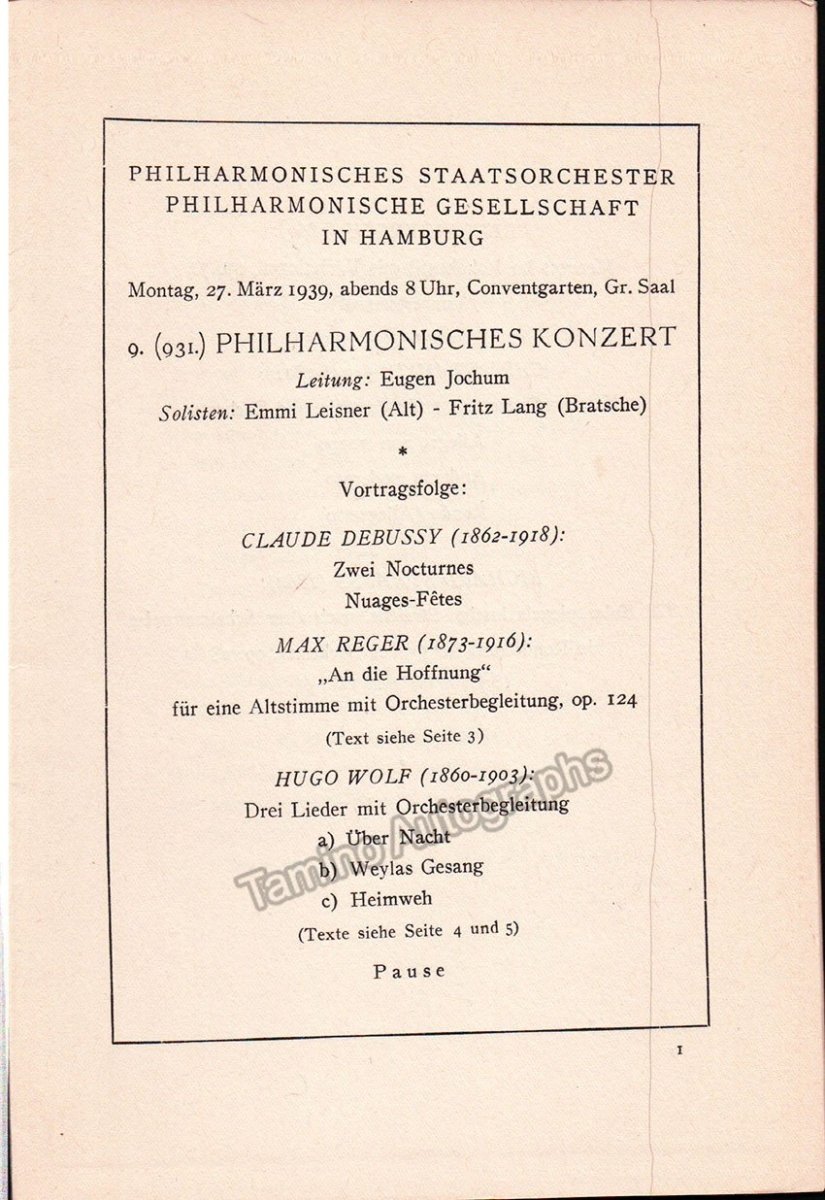 PHILHARMONISCHES STAATSORCHESTER
PHILHARMONISCHE GESELLSCHAFT
IN HAMBURG
Montag, 27. März 1939, abends 8 Uhr, Conventgarten, Gr. Saal
9. (931.) PHILHARMONISCHES KONZERT
Leitung: Eugen Jochum
Solisten: Emmi Leisner (Alt) - Fritz Lang (Bratsche)
*
Vortragsfolge:
CLAUDE DEBUSSY (1862-1918):
Zwei Nocturnes
Nuages-Fêtes
MAX REGER (1873-1916):
„An die Hoffnung“
für eine Altstimme mit Orchesterbegleitung, op. 124
(Text siehe Seite 3)
HUGO WOLF (1860-1903):
Drei Lieder mit Orchesterbegleitung
a) Über Nacht
b) Weylas Gesang
c) Heimweh
(Texte siehe Seite 4 und 5)
Pause
1
Tamino Autographs